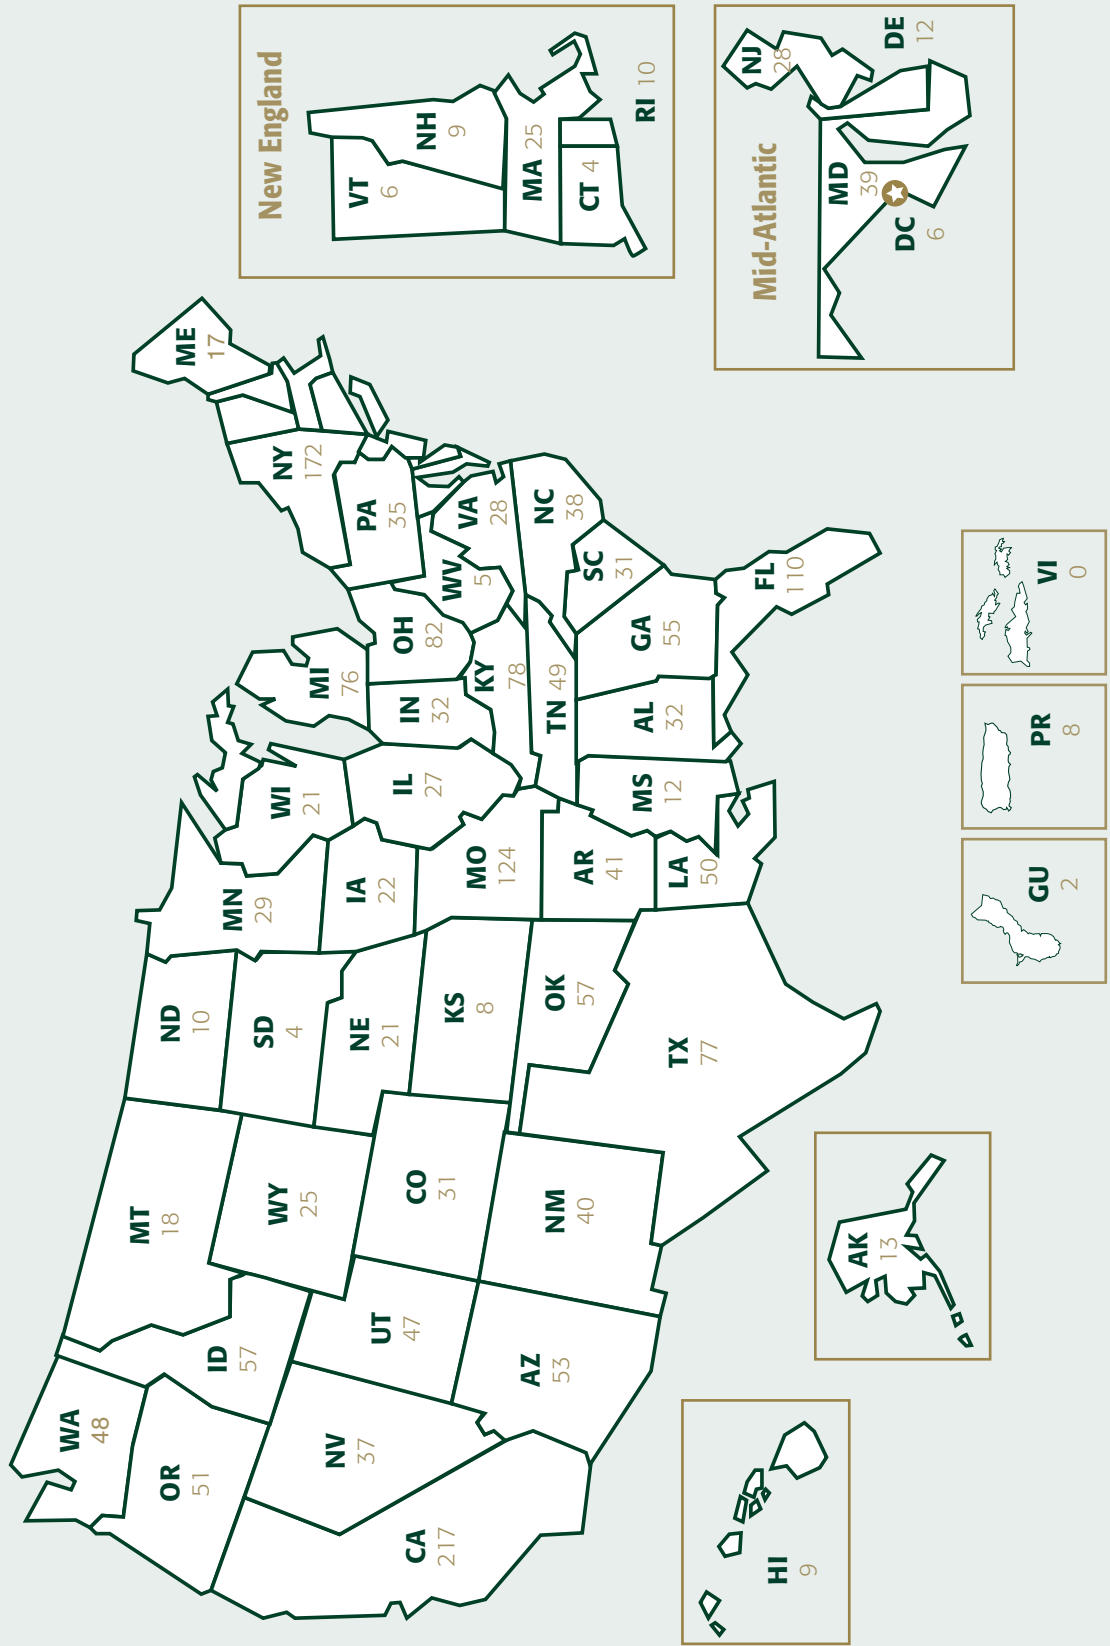 WA
48
OR
51
CA
217
NV
37
ID
57
MT
18
WY
25
UT
47
AZ
53
CO
31
NM
40
ND
10
SD
4
NE
21
KS
8
OK
57
TX
77
MN
29
IA
22
MO
124
AR
41
LA
50
WI
21
IL
27
MS
12
MI
76
IN
32
KY
78
TN
49
AL
32
OH
82
WV
5
VA
28
NC
38
SC
31
GA
55
FL
110
PA
35
NY
172
ME
17
New England
VT
6
NH
9
MA
25
CT
4
RI 10
Mid-Atlantic
NJ
28
DE
12
MD
39
DC
6
HI
9
AK
13
GU
2
PR
8
VI
0